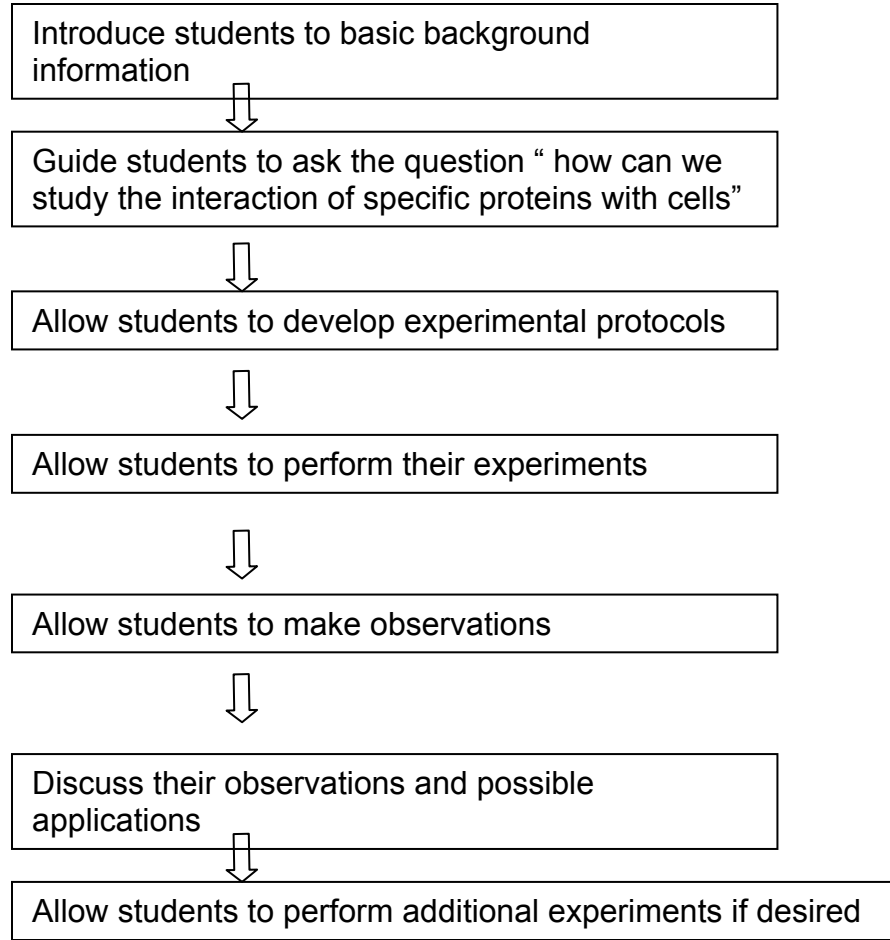 Introduce students to basic background
information
Guide students to ask the question “ how can we
study the interaction of specific proteins with cells”
Allow students to develop experimental protocols
Allow students to perform their experiments
Allow students to make observations
Discuss their observations and possible
applications
Allow students to perform additional experiments if desired